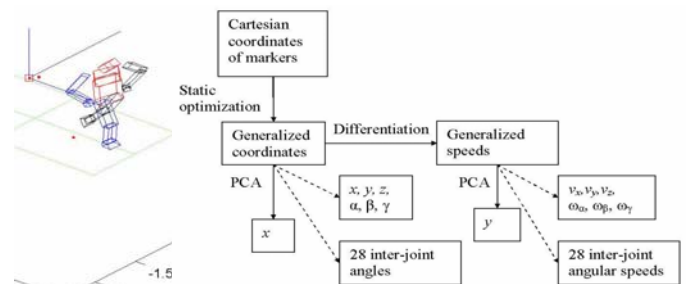 Cartesian
coordinates
of markers
Static
optimization
Generalized
coordinates
Differentiation
Generalized
speeds
PCA
x, y, z,
α, β, γ
PCA
vx,vy,vz,
ωα, ωβ, ωγ
x
y
28 inter-joint
angles
28 inter-joint
angular speeds
-1.5